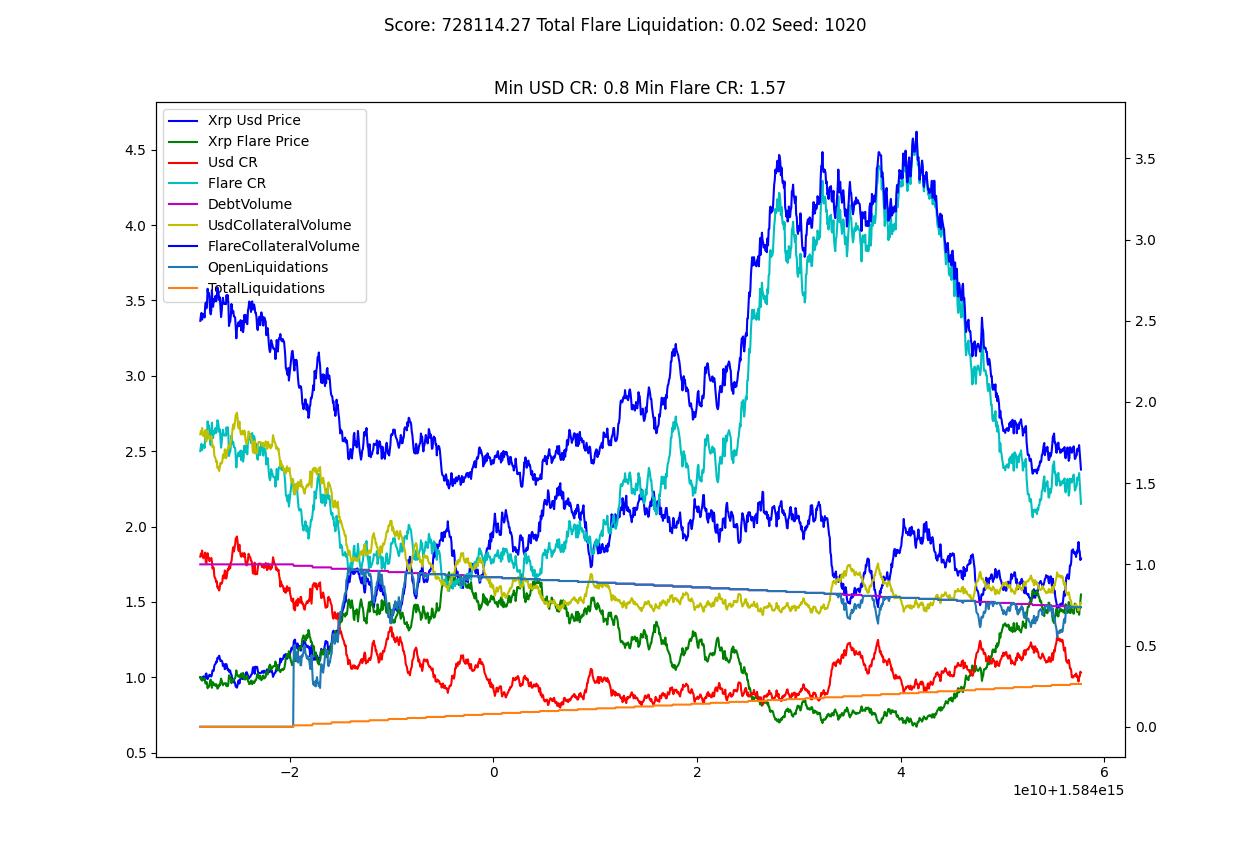 Score: 728114.27 Total Flare Liquidation: 0.02 Seed: 1020
Min USD CR: 0.8 Min Flare CR: 1.57
Xrp Usd Price
Xrp Flare Price
Usd CR
Flare CR
DebtVolume
UsdCollateralVolume
FlareCollateralVolume
OpenLiquidations
TotalLiquidations
4.5
4.0
3.5
3.0
2.5
2.0
1.5
1.0
0.5
3.5
3.0
2.5
2.0
1.5
1.0
0.5
0.0
−2 0 2 4 6
1e10+1.584e15